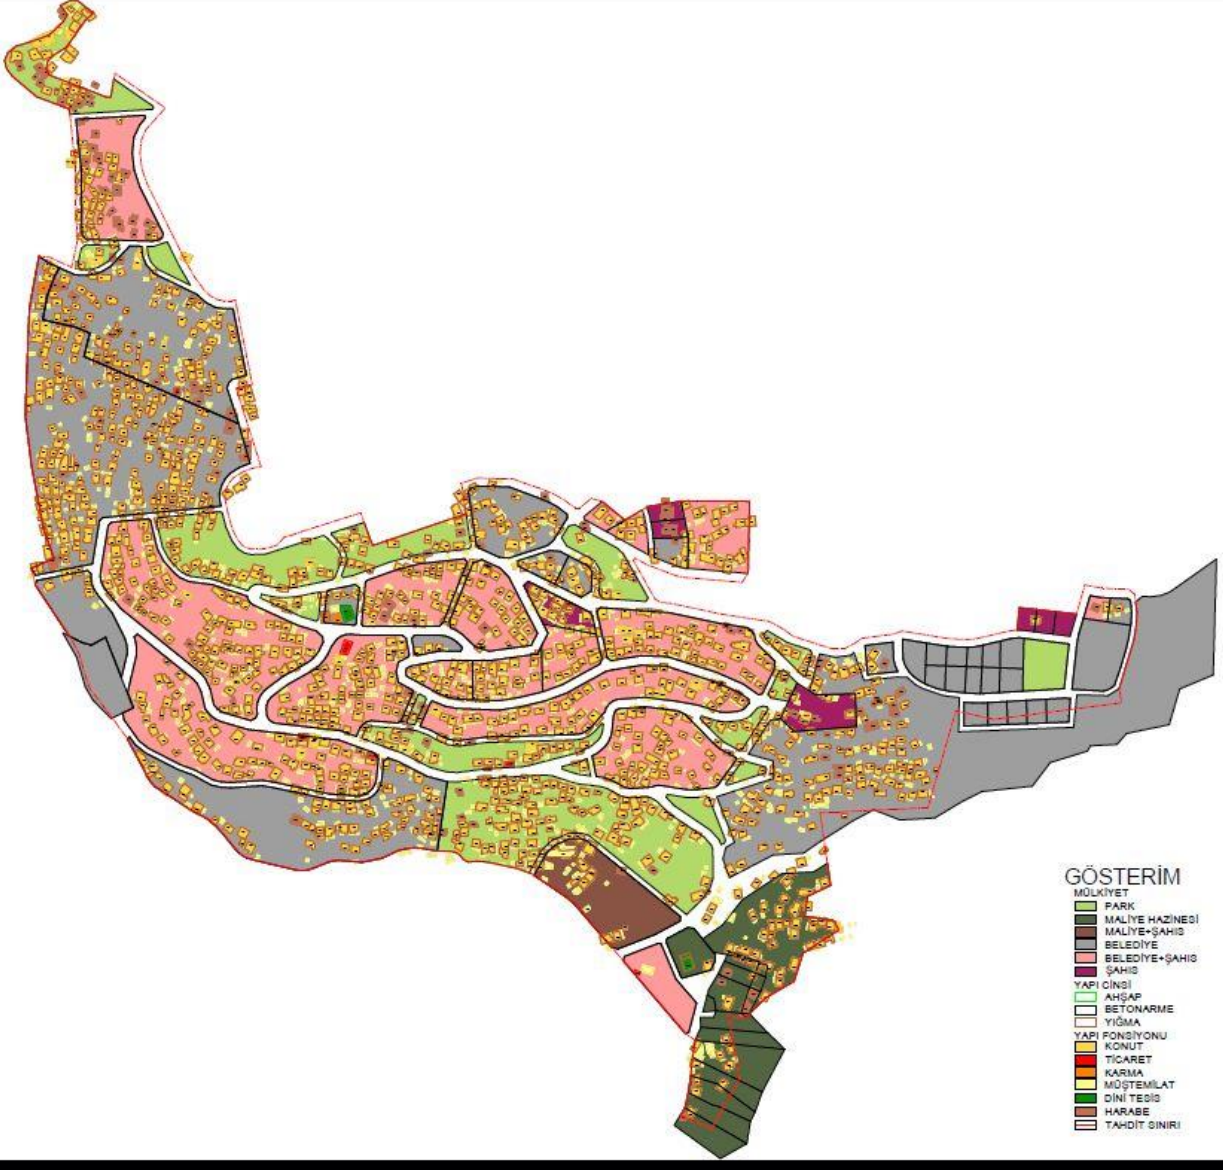 GÖSTERİM
MÜLKİYET
PARK
MALİYE HAZİNESİ
MALİYE+ŞAHIS
BELEDİYE
BELEDİYE+ŞAHIS
ŞAHIS
YAPI CİNSİ
AHŞAP
BETONARME
YIĞMA
YAPI FONSİYONU
KONUT
TİCARET
KARMA
MÜŞTEMİLAT
DİNİ TESİS
HARABE
TAHDİT SINIRI